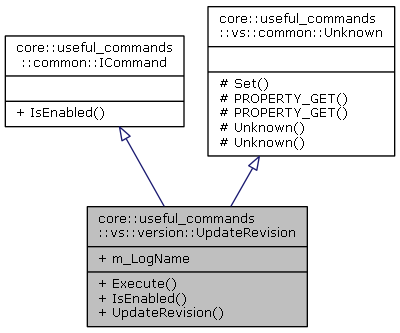 core::useful_commands
::common::ICommand
+ IsEnabled()
core::useful_commands
::vs::common::Unknown
# Set()
# PROPERTY_GET()
# PROPERTY_GET()
# Unknown()
# Unknown()
core::useful_commands
::vs::version::UpdateRevision
+ m_LogName
+ Execute()
+ IsEnabled()
+ UpdateRevision()